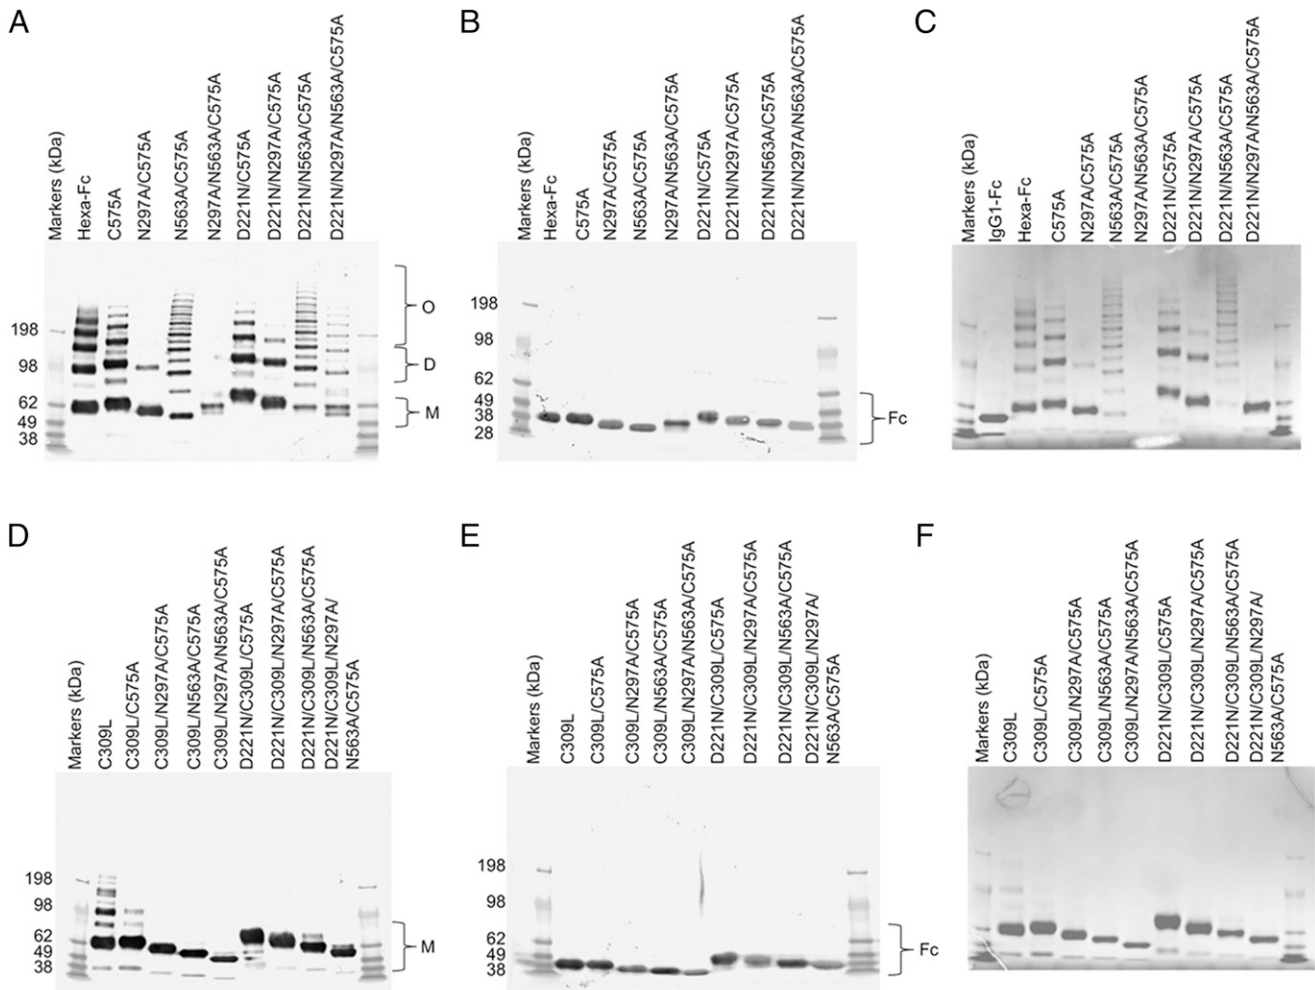 A
Markers (kDa)
Hexa-Fc
C575A
N297A/C575A
N563A/C575A
N297A/N563A/C575A
D221N/C575A
D221N/N297A/C575A
D221N/N563A/C575A
D221N/N297A/N563A/C575A
198
98
62
49
38
O
D
M
B
Markers (kDa)
Hexa-Fc
C575A
N297A/C575A
N563A/C575A
N297A/N563A/C575A
D221N/C575A
D221N/N297A/C575A
D221N/N563A/C575A
D221N/N297A/N563A/C575A
198
98
62
49
38
28
Fc
C
Markers (kDa)
IgG1-Fc
Hexa-Fc
C575A
N297A/C575A
N563A/C575A
N297A/N563A/C575A
D221N/C575A
D221N/N297A/C575A
D221N/N563A/C575A
D221N/N297A/N563A/C575A
D
Markers (kDa)
C309L
C309L/C575A
C309L/N297A/C575A
C309L/N563A/C575A
C309L/N297A/N563A/C575A
D221N/C309L/C575A
D221N/C309L/N297A/C575A
D221N/C309L/N563A/C575A
D221N/C309L/N297A/
N563A/C575A
198
98
62
49
38
M
E
Markers (kDa)
C309L
C309L/C575A
C309L/N297A/C575A
C309L/N563A/C575A
C309L/N297A/N563A/C575A
D221N/C309L/C575A
D221N/C309L/N297A/C575A
D221N/C309L/N563A/C575A
D221N/C309L/N297A/
N563A/C575A
198
98
62
49
38
Fc
F
Markers (kDa)
C309L
C309L/C575A
C309L/N297A/C575A
C309L/N563A/C575A
C309L/N297A/N563A/C575A
D221N/C309L/C575A
D221N/C309L/N297A/C575A
D221N/C309L/N563A/C575A
D221N/C309L/N297A/
N563A/C575A